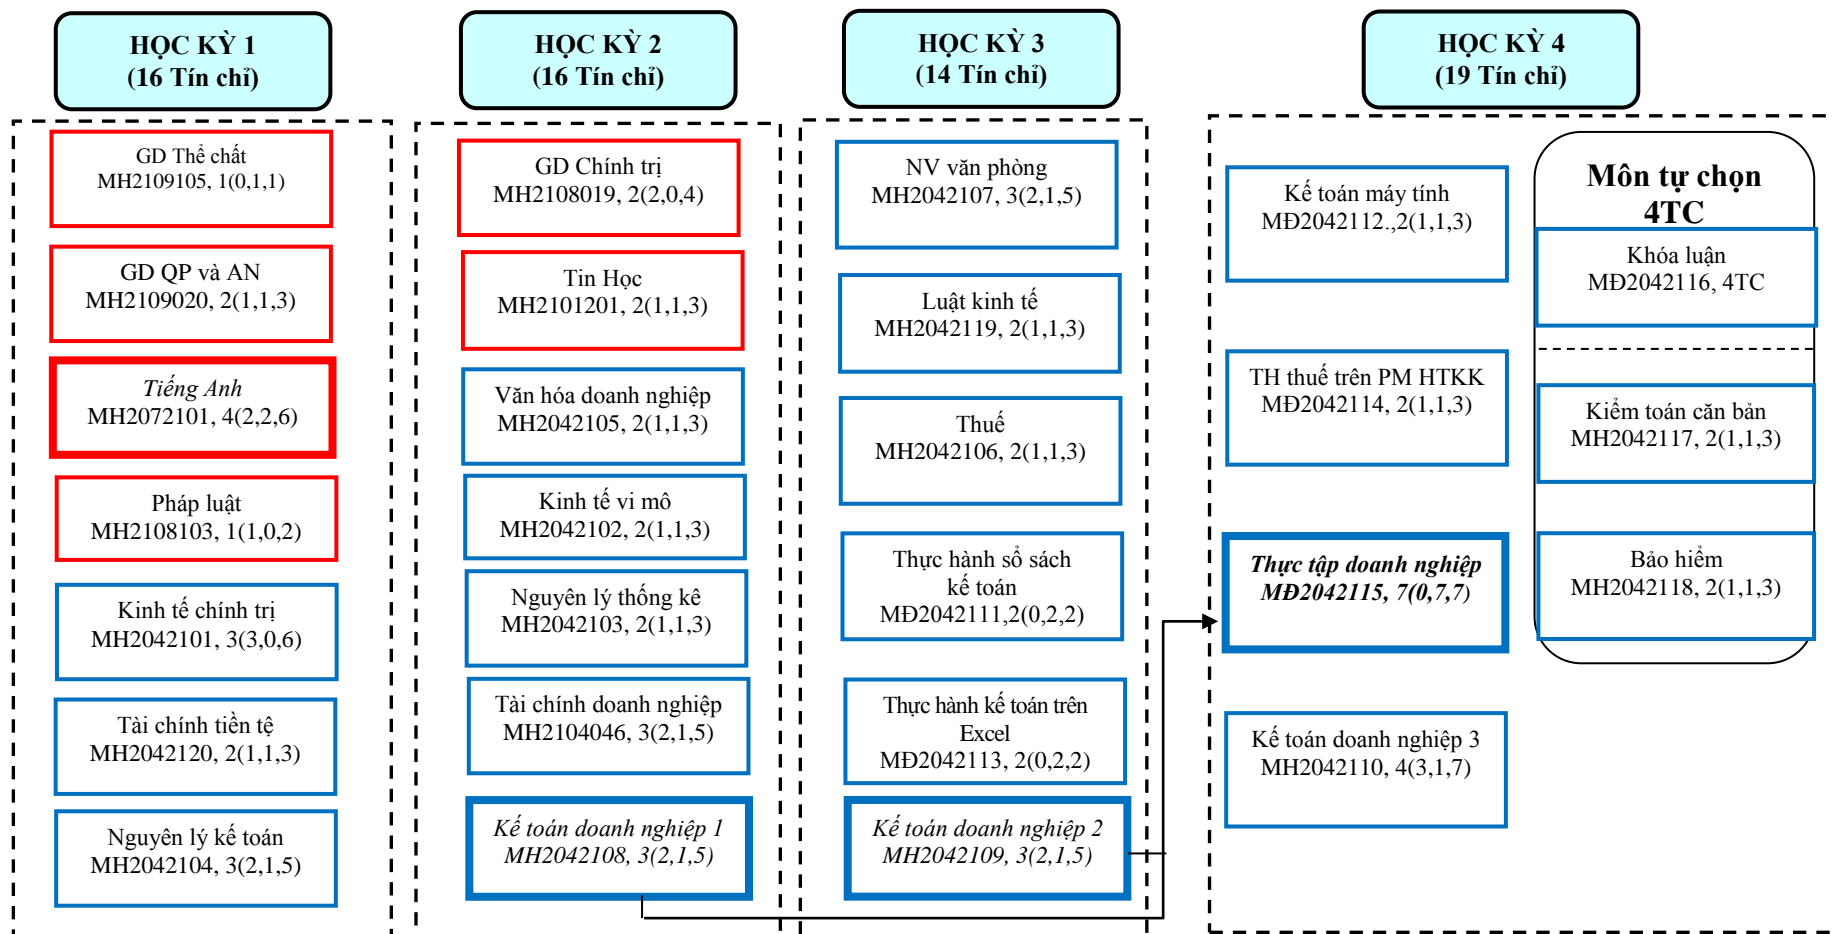 HỌC KỲ 1
(16 Tín chỉ)
GD Thể chất
MH2109105, 1(0,1,1)
GD QP và AN
MH2109020, 2(1,1,3)
Tiếng Anh
MH2072101, 4(2,2,6)
Pháp luật
MH2108103, 1(1,0,2)
Kinh tế chính trị
MH2042101, 3(3,0,6)
Tài chính tiền tệ
MH2042120, 2(1,1,3)
Nguyên lý kế toán
MH2042104, 3(2,1,5)
HỌC KỲ 2
(16 Tín chỉ)
GD Chính trị
MH2108019, 2(2,0,4)
Tin Học
MH2101201, 2(1,1,3)
Văn hóa doanh nghiệp
MH2042105, 2(1,1,3)
Kinh tế vi mô
MH2042102, 2(1,1,3)
Nguyên lý thống kê
MH2042103, 2(1,1,3)
Tài chính doanh nghiệp
MH2104046, 3(2,1,5)
Kế toán doanh nghiệp 1
MH2042108, 3(2,1,5)
HỌC KỲ 3
(14 Tín chỉ)
NV văn phòng
MH2042107, 3(2,1,5)
Luật kinh tế
MH2042119, 2(1,1,3)
Thuế
MH2042106, 2(1,1,3)
Thực hành sổ sách
kế toán
MĐ2042111,2(0,2,2)
Thực hành kế toán trên
Excel
MĐ2042113, 2(0,2,2)
Kế toán doanh nghiệp 2
MH2042109, 3(2,1,5)
HỌC KỲ 4
(19 Tín chỉ)
Kế toán máy tính
MĐ2042112.,2(1,1,3)
TH thuế trên PM HTKK
MĐ2042114, 2(1,1,3)
Thực tập doanh nghiệp
MĐ2042115, 7(0,7,7)
Kế toán doanh nghiệp 3
MH2042110, 4(3,1,7)
Môn tự chọn
4TC
Khóa luận
MĐ2042116, 4TC
Kiểm toán căn bản
MH2042117, 2(1,1,3)
Bảo hiểm
MH2042118, 2(1,1,3)